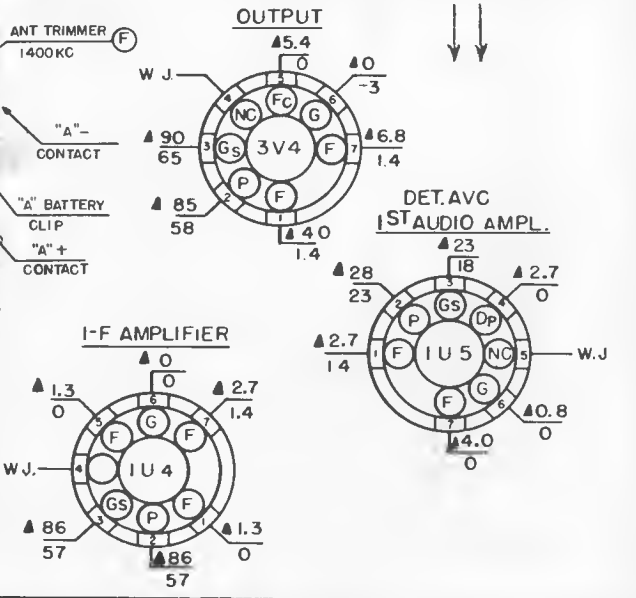 OUTPUT
ANT TRIMMER F
1400KC
▲5.4
0
W J.
▲0
-3
5
4
6
FC
NC
G
"A"-
CONTACT
▲ 90
65
3
GS
3V4
F
7
▲6.8
1.4
P
F
2
1
"A" BATTERY
CLIP
▲ 85
58
▲ 40
1.4
"A"+
CONTACT
DET. AVC
1ST AUDIO AMPL.
▲ 23
18
▲ 28
23
▲ 2.7
0
3
2
4
GS
P
DP
▲ 2.7
14
1
F
1U5
NC
5
W.J
G
F
6
7
▲0.8
0
▲4.0
0
I-F AMPLIFIER
▲ 0
0
▲ 1.3
0
▲ 2.7
1.4
6
5
7
G
F
F
W J.
4
1U4
GS
P
F
3
2
1
▲ 86
57
▲86
57
▲ 1.3
0